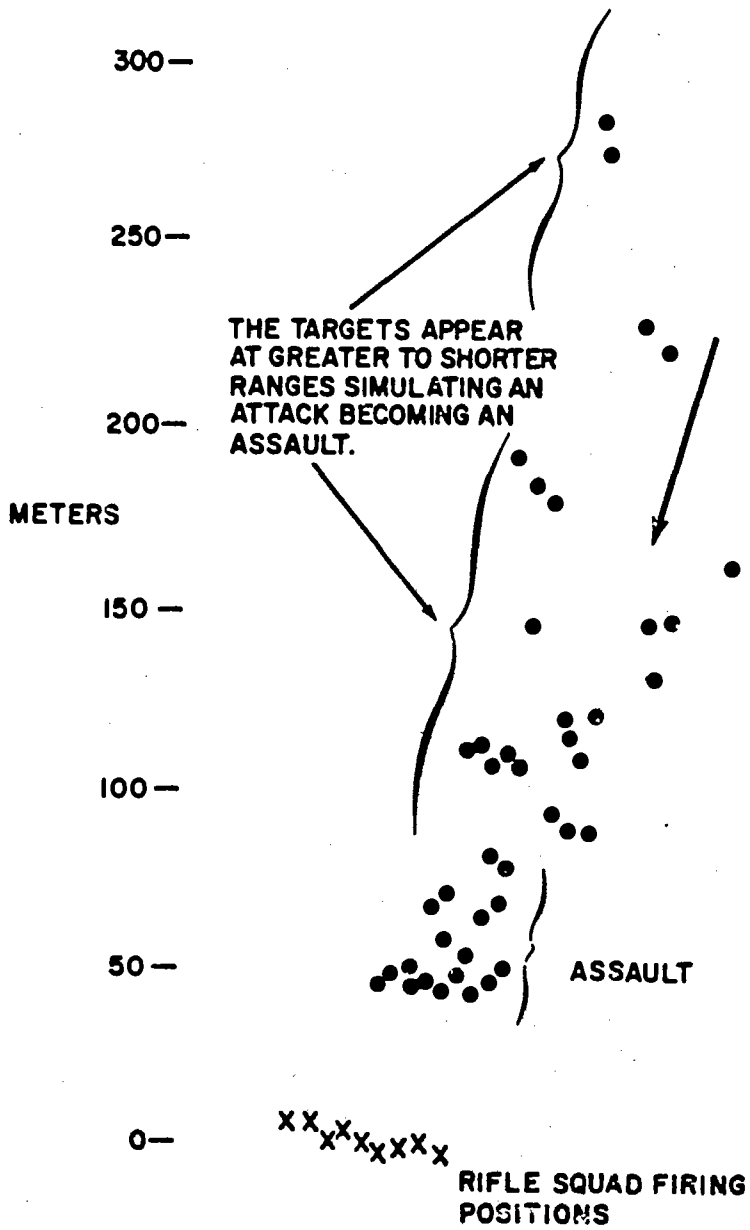 300—
250—
THE TARGETS APPEAR
AT GREATER TO SHORTER
RANGES SIMULATING AN
ATTACK BECOMING AN
ASSAULT.
200—
METERS
150—
100—
50—
ASSAULT
0—
X X X X X X X X X
RIFLE SQUAD FIRING
POSITIONS